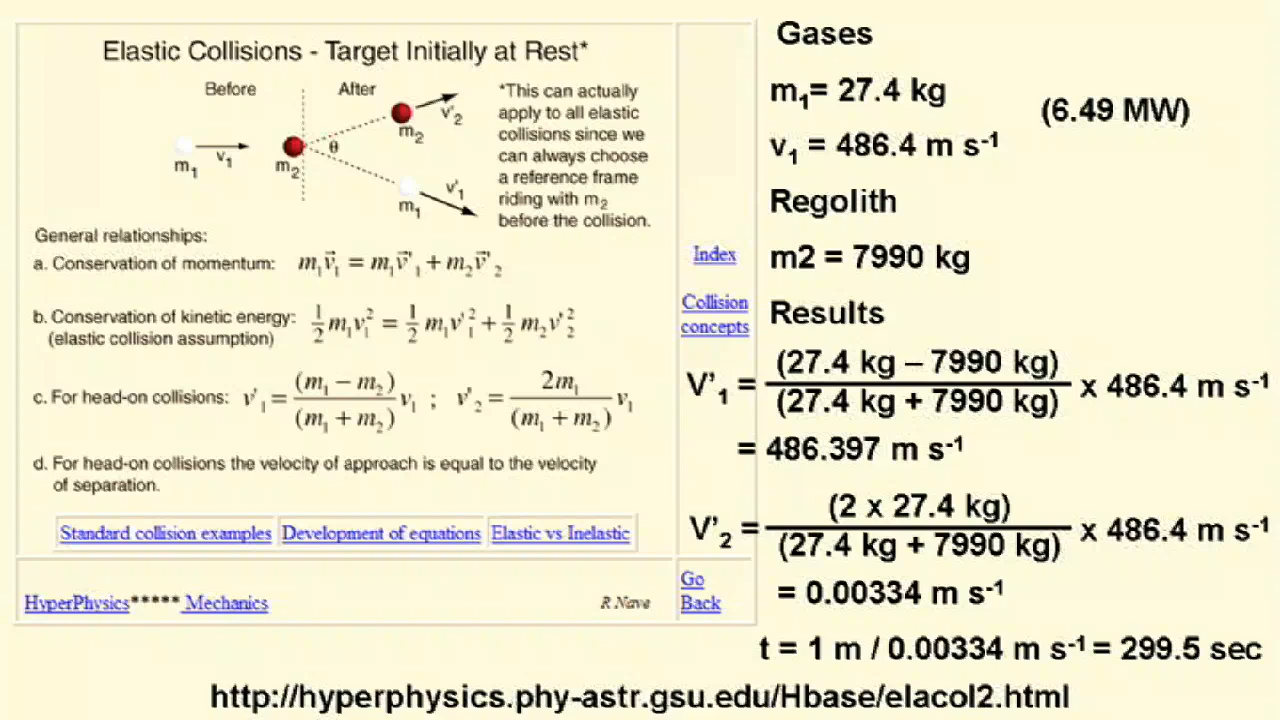 Elastic Collisions - Target Initially at Rest*
Before
After
v'₂
m₂
θ
m₁
v₁
m₂
v'₁
m₁
*This can actually
apply to all elastic
collisions since we
can always choose
a reference frame
riding with m₂
before the collision.
General relationships:
a. Conservation of momentum: m₁v⃗₁ = m₁v⃗'₁ + m₂v⃗'₂
b. Conservation of kinetic energy: ½ m₁v₁² = ½ m₁v'₁² + ½ m₂v'₂²
(elastic collision assumption)
c. For head-on collisions: v'₁ = (m₁ − m₂)/(m₁ + m₂) v₁ ; v'₂ = 2m₁/(m₁ + m₂) v₁
d. For head-on collisions the velocity of approach is equal to the velocity
of separation.
Standard collision examples Development of equations Elastic vs Inelastic
HyperPhysics***** Mechanics
R Nave
Index
Collision
concepts
Go
Back
Gases
m₁= 27.4 kg
(6.49 MW)
v₁ = 486.4 m s⁻¹
Regolith
m2 = 7990 kg
Results
V'₁ = (27.4 kg – 7990 kg)/(27.4 kg + 7990 kg) x 486.4 m s⁻¹
= 486.397 m s⁻¹
V'₂ = (2 x 27.4 kg)/(27.4 kg + 7990 kg) x 486.4 m s⁻¹
= 0.00334 m s⁻¹
t = 1 m / 0.00334 m s⁻¹ = 299.5 sec
http://hyperphysics.phy-astr.gsu.edu/Hbase/elacol2.html